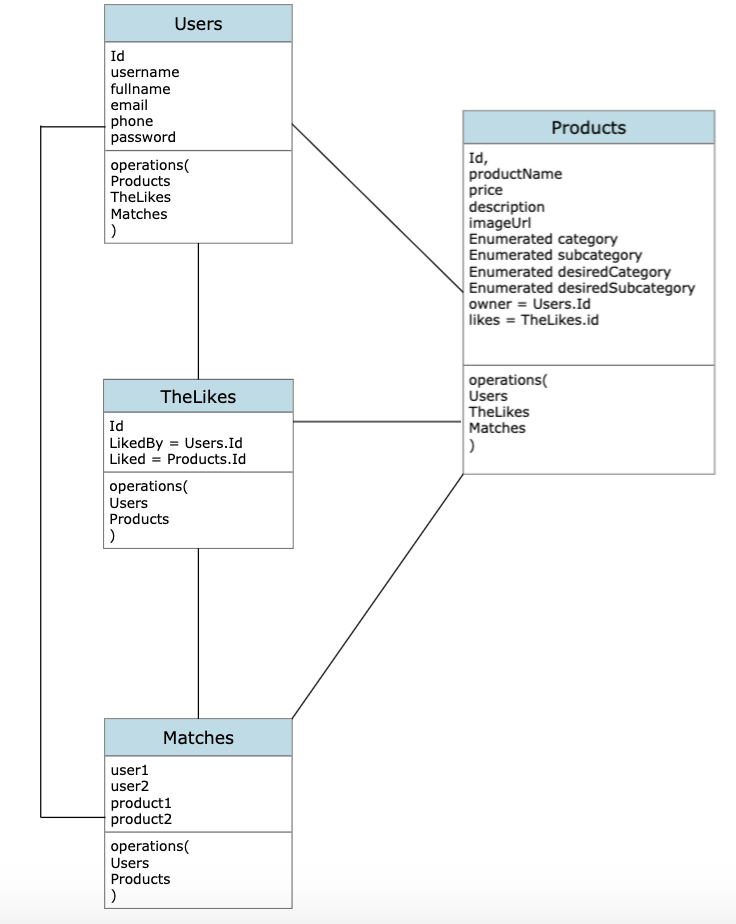 Users
Id
username
fullname
email
phone
password
operations(
Products
TheLikes
Matches
)
Products
Id,
productName
price
description
imageUrl
Enumerated category
Enumerated subcategory
Enumerated desiredCategory
Enumerated desiredSubcategory
owner = Users.Id
likes = TheLikes.id
operations(
Users
TheLikes
Matches
)
TheLikes
Id
LikedBy = Users.Id
Liked = Products.Id
operations(
Users
Products
)
Matches
user1
user2
product1
product2
operations(
Users
Products
)